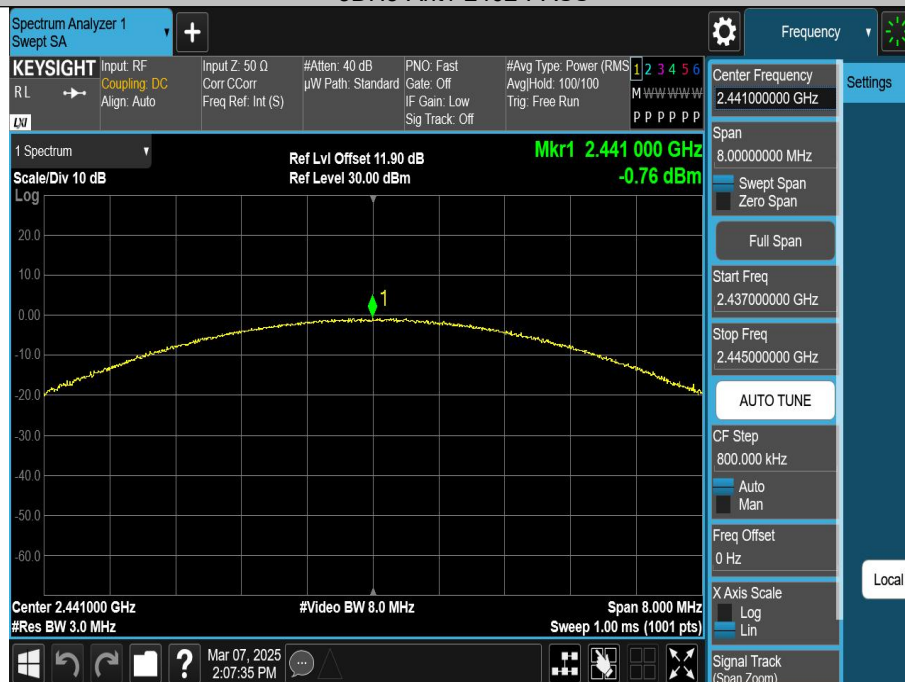 Spectrum Analyzer 1
Swept SA
Frequency
KEYSIGHT
RL
LXI
Input: RF
Coupling: DC
Align: Auto
Input Z: 50 Ω
Corr CCorr
Freq Ref: Int (S)
#Atten: 40 dB
µW Path: Standard
PNO: Fast
Gate: Off
IF Gain: Low
Sig Track: Off
#Avg Type: Power (RMS
Avg|Hold: 100/100
Trig: Free Run
1 2 3 4 5 6
M W W W W W
P P P P P P
1 Spectrum
Scale/Div 10 dB
Log
Ref Lvl Offset 11.90 dB
Ref Level 30.00 dBm
Mkr1 2.441 000 GHz
-0.76 dBm
20.0
10.0
0.00
-10.0
-20.0
-30.0
-40.0
-50.0
-60.0
1
Center 2.441000 GHz
#Video BW 8.0 MHz
Span 8.000 MHz
#Res BW 3.0 MHz
Sweep 1.00 ms (1001 pts)
Mar 07, 2025
2:07:35 PM
Center Frequency
2.441000000 GHz
Settings
Span
8.00000000 MHz
Swept Span
Zero Span
Full Span
Start Freq
2.437000000 GHz
Stop Freq
2.445000000 GHz
AUTO TUNE
CF Step
800.000 kHz
Auto
Man
Freq Offset
0 Hz
X Axis Scale
Log
Lin
Local
Signal Track
(Span Zoom)